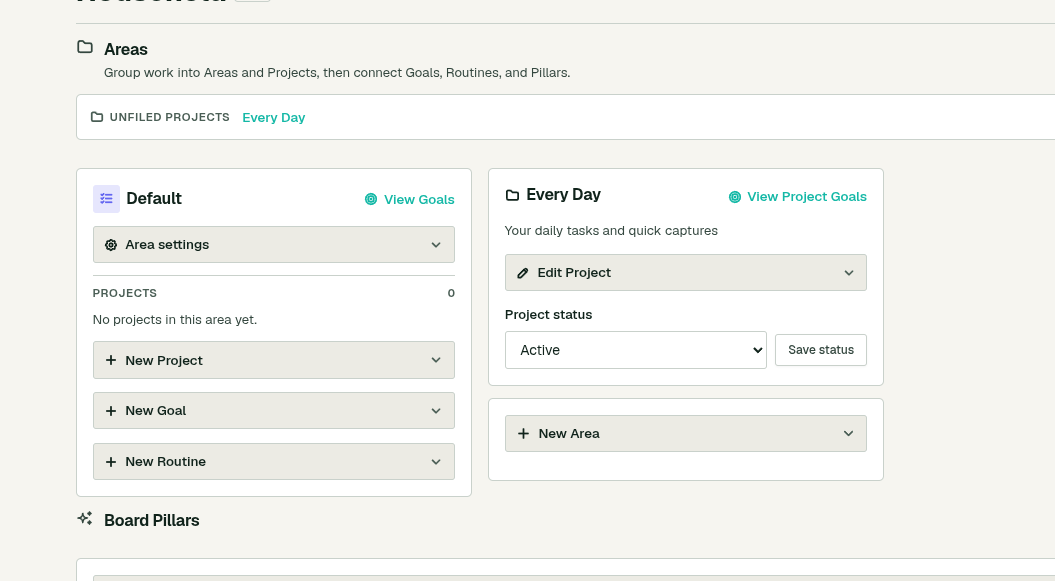 Areas
Group work into Areas and Projects, then connect Goals, Routines, and Pillars.
UNFILED PROJECTS Every Day
Default View Goals
Area settings
PROJECTS 0
No projects in this area yet.
New Project
New Goal
New Routine
Every Day View Project Goals
Your daily tasks and quick captures
Edit Project
Project status
Active Save status
New Area
Board Pillars